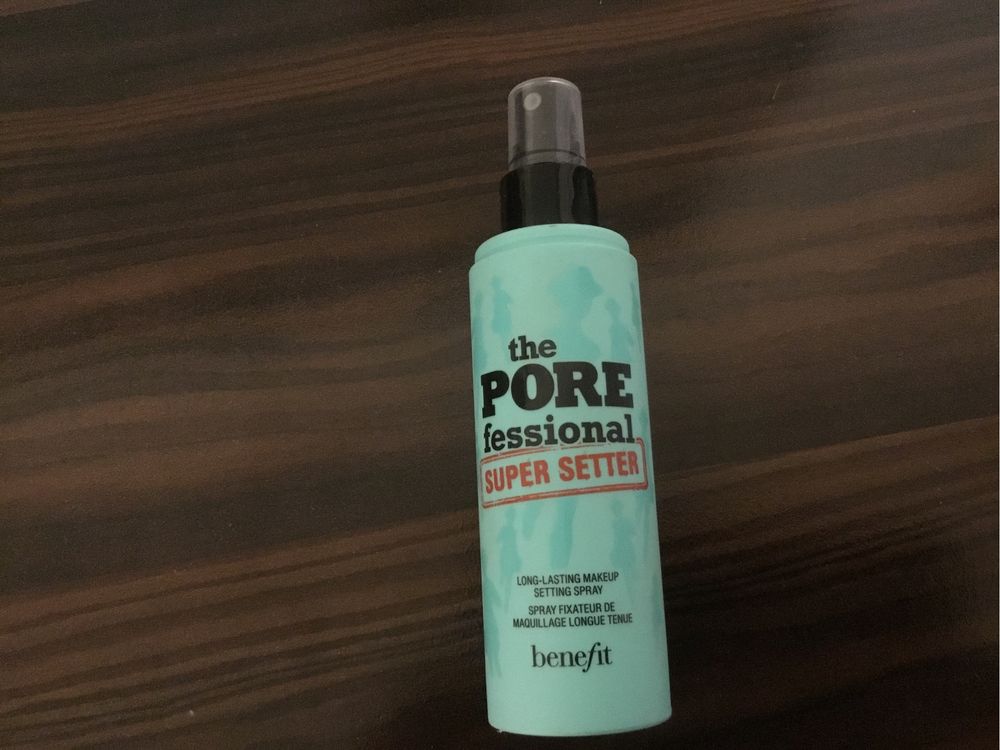 the
PORE
fessional
SUPER SETTER
LONG-LASTING MAKEUP
SETTING SPRAY
SPRAY FIXATEUR DE
MAQUILLAGE LONGUE TENUE
benefit